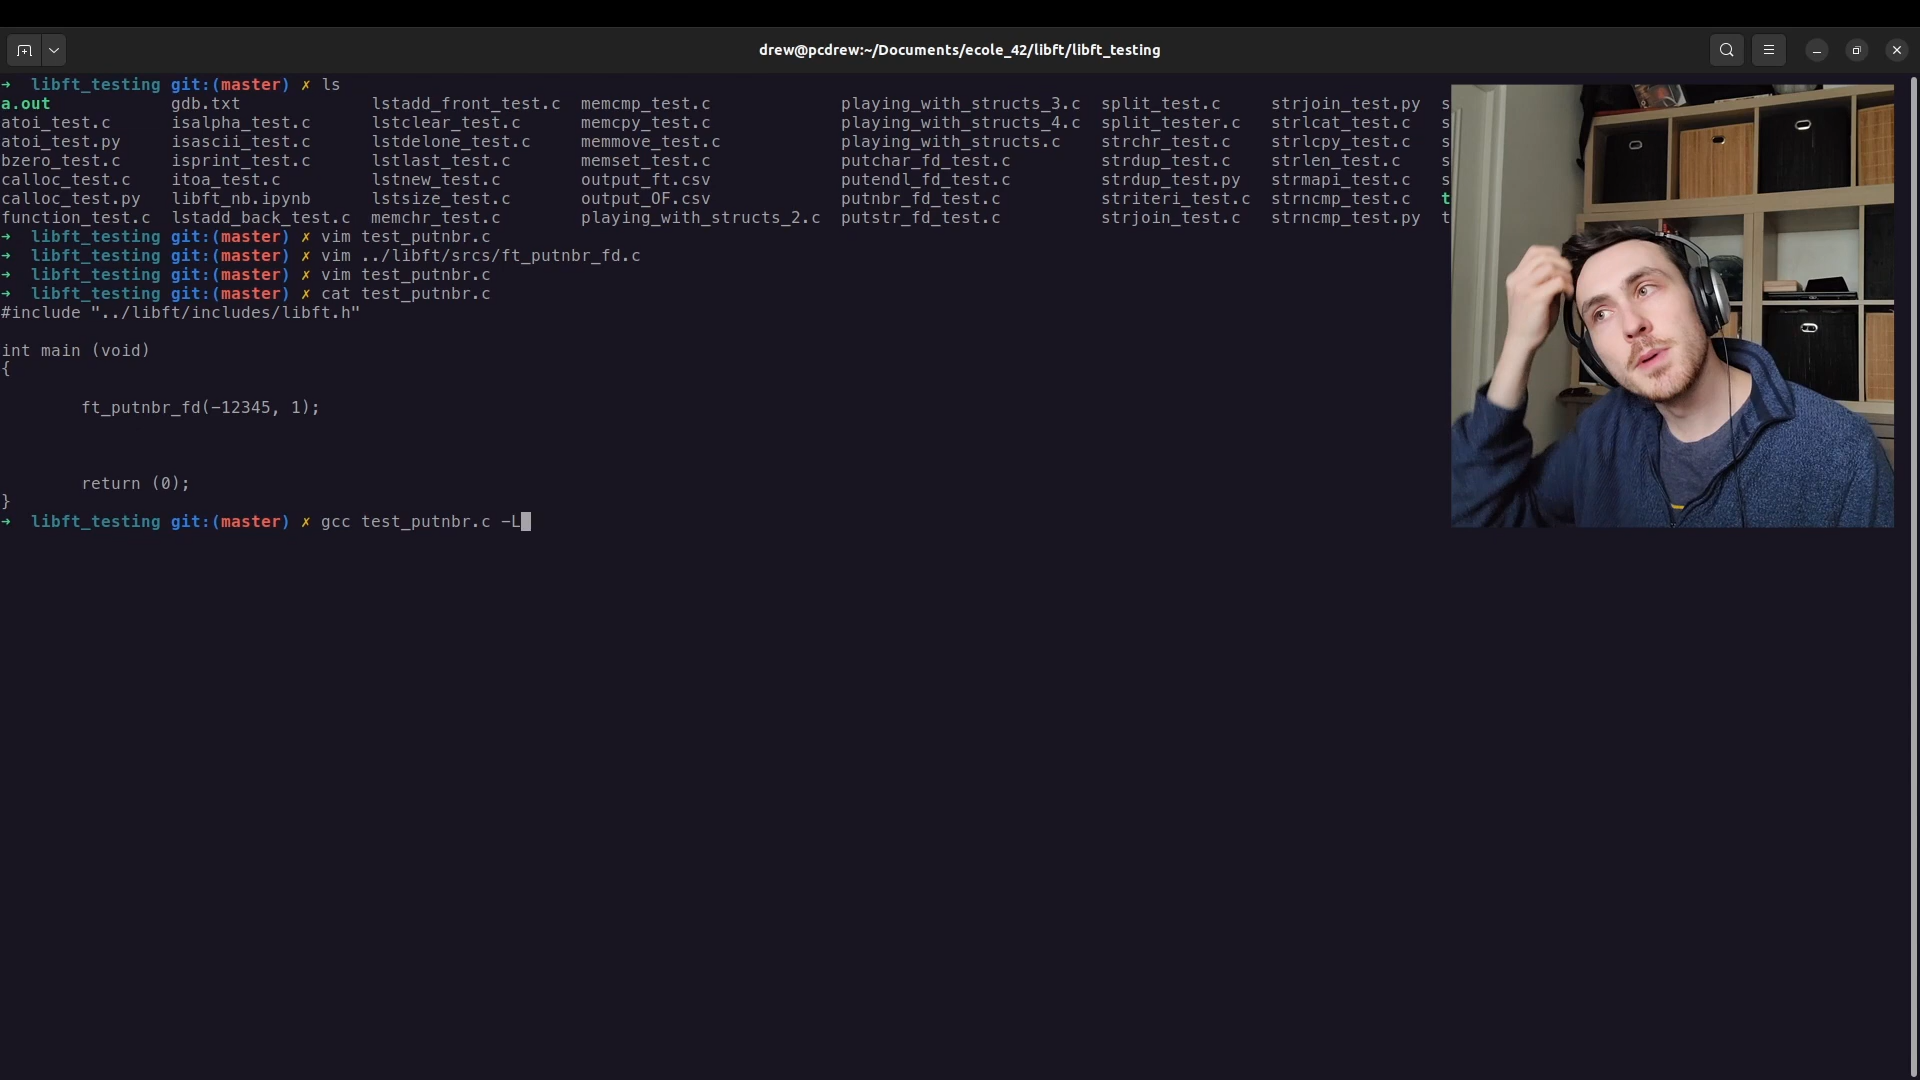 drew@pcdrew:~/Documents/ecole_42/libft/libft_testing
➜  libft_testing git:(master) ✗ ls
a.out            gdb.txt             lstadd_front_test.c  memcmp_test.c             playing_with_structs_3.c  split_test.c     strjoin_test.py  s
atoi_test.c      isalpha_test.c      lstclear_test.c      memcpy_test.c             playing_with_structs_4.c  split_tester.c   strlcat_test.c   s
atoi_test.py     isascii_test.c      lstdelone_test.c     memmove_test.c            playing_with_structs.c    strchr_test.c    strlcpy_test.c   s
bzero_test.c     isprint_test.c      lstlast_test.c       memset_test.c             putchar_fd_test.c         strdup_test.c    strlen_test.c    s
calloc_test.c    itoa_test.c         lstnew_test.c        output_ft.csv             putendl_fd_test.c         strdup_test.py   strmapi_test.c   s
calloc_test.py   libft_nb.ipynb      lstsize_test.c       output_OF.csv             putnbr_fd_test.c          striteri_test.c  strncmp_test.c   t
function_test.c  lstadd_back_test.c  memchr_test.c        playing_with_structs_2.c  putstr_fd_test.c          strjoin_test.c   strncmp_test.py  t
➜  libft_testing git:(master) ✗ vim test_putnbr.c
➜  libft_testing git:(master) ✗ vim ../libft/srcs/ft_putnbr_fd.c
➜  libft_testing git:(master) ✗ vim test_putnbr.c
➜  libft_testing git:(master) ✗ cat test_putnbr.c
#include "../libft/includes/libft.h"
int main (void)
{
        ft_putnbr_fd(-12345, 1);
        return (0);
}
➜  libft_testing git:(master) ✗ gcc test_putnbr.c -L